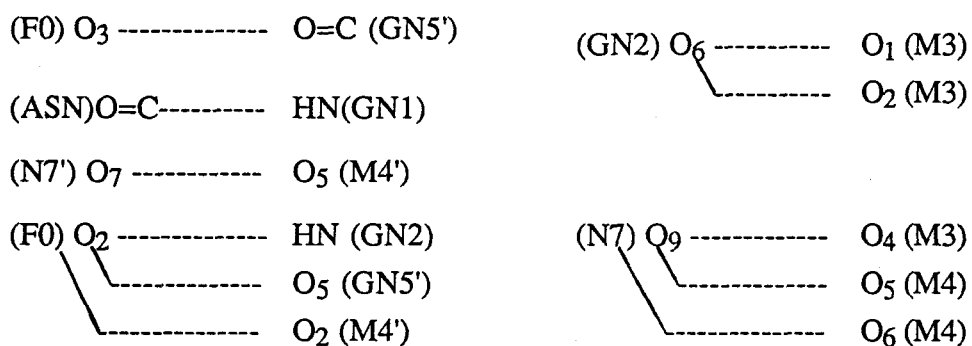 (F0) O3 ------------- O=C (GN5')
(ASN)O=C----------- HN(GN1)
(N7') O7 ------------- O5 (M4')
(F0) O2 ------------- HN (GN2)
------------- O5 (GN5')
------------- O2 (M4')
(GN2) O6 ----------- O1 (M3)
----------- O2 (M3)
(N7) O9 ------------ O4 (M3)
------------ O5 (M4)
------------ O6 (M4)